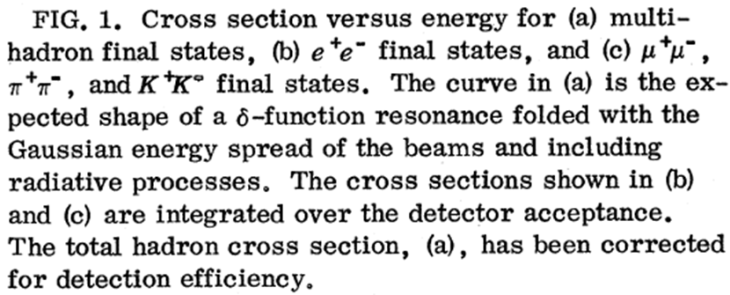 FIG. 1. Cross section versus energy for (a) multi-
hadron final states, (b) e⁺e⁻ final states, and (c) μ⁺μ⁻,
π⁺π⁻, and K⁺K⁻ final states. The curve in (a) is the ex-
pected shape of a δ-function resonance folded with the
Gaussian energy spread of the beams and including
radiative processes. The cross sections shown in (b)
and (c) are integrated over the detector acceptance.
The total hadron cross section, (a), has been corrected
for detection efficiency.